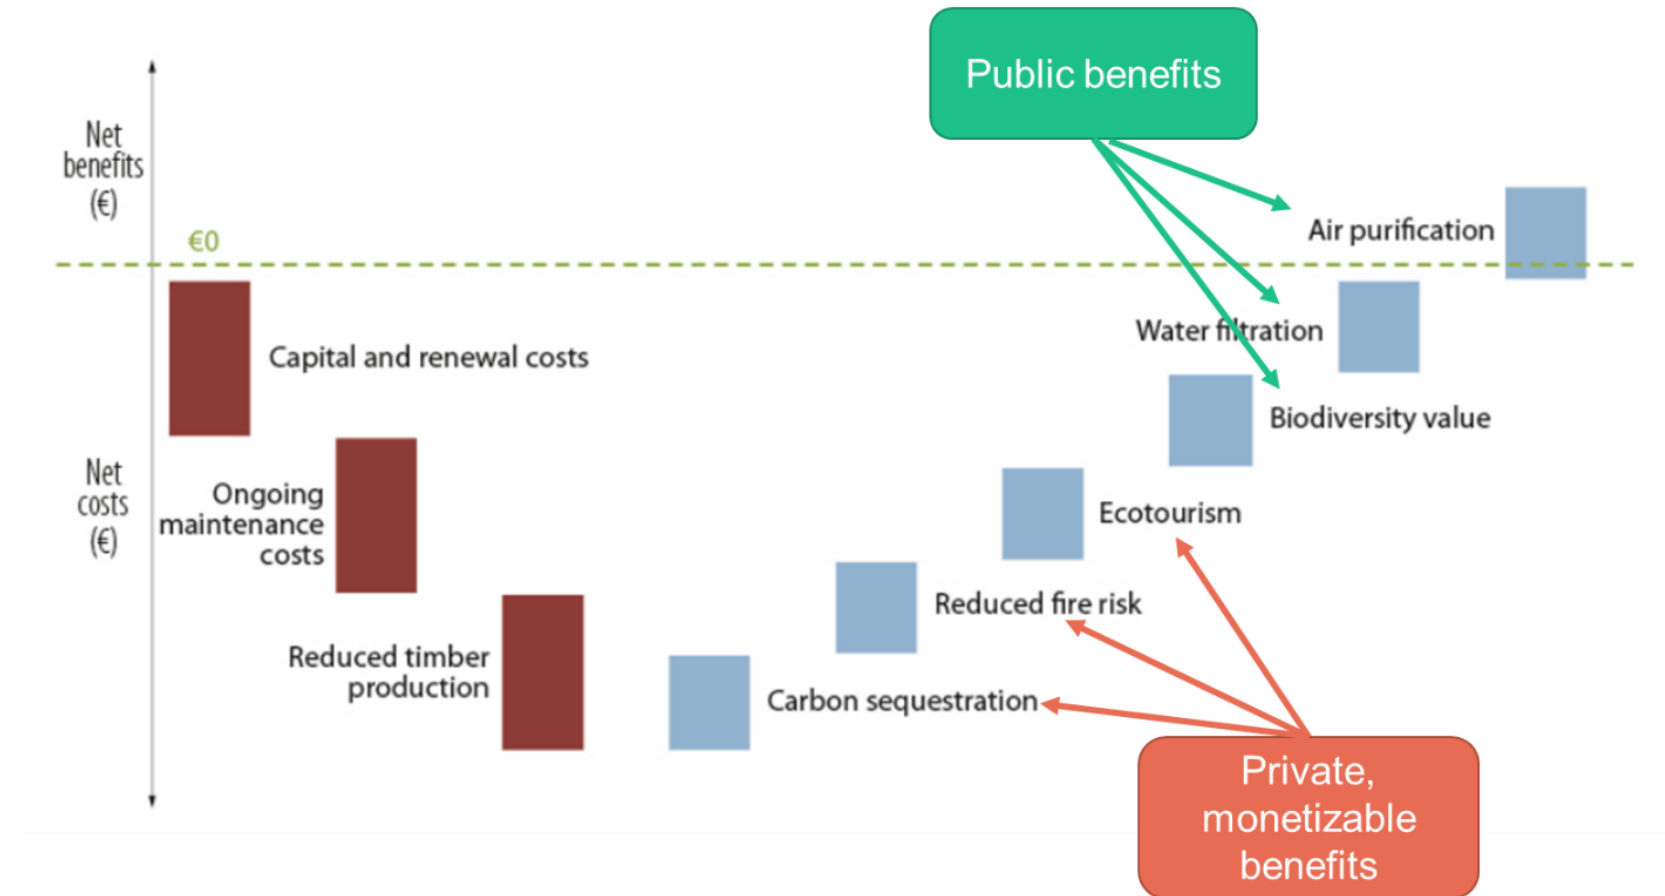 Public benefits
Net
benefits
(€)
€0
Air purification
Water filtration
Capital and renewal costs
Biodiversity value
Net
costs
(€)
Ongoing
maintenance
costs
Ecotourism
Reduced fire risk
Reduced timber
production
Carbon sequestration
Private,
monetizable
benefits